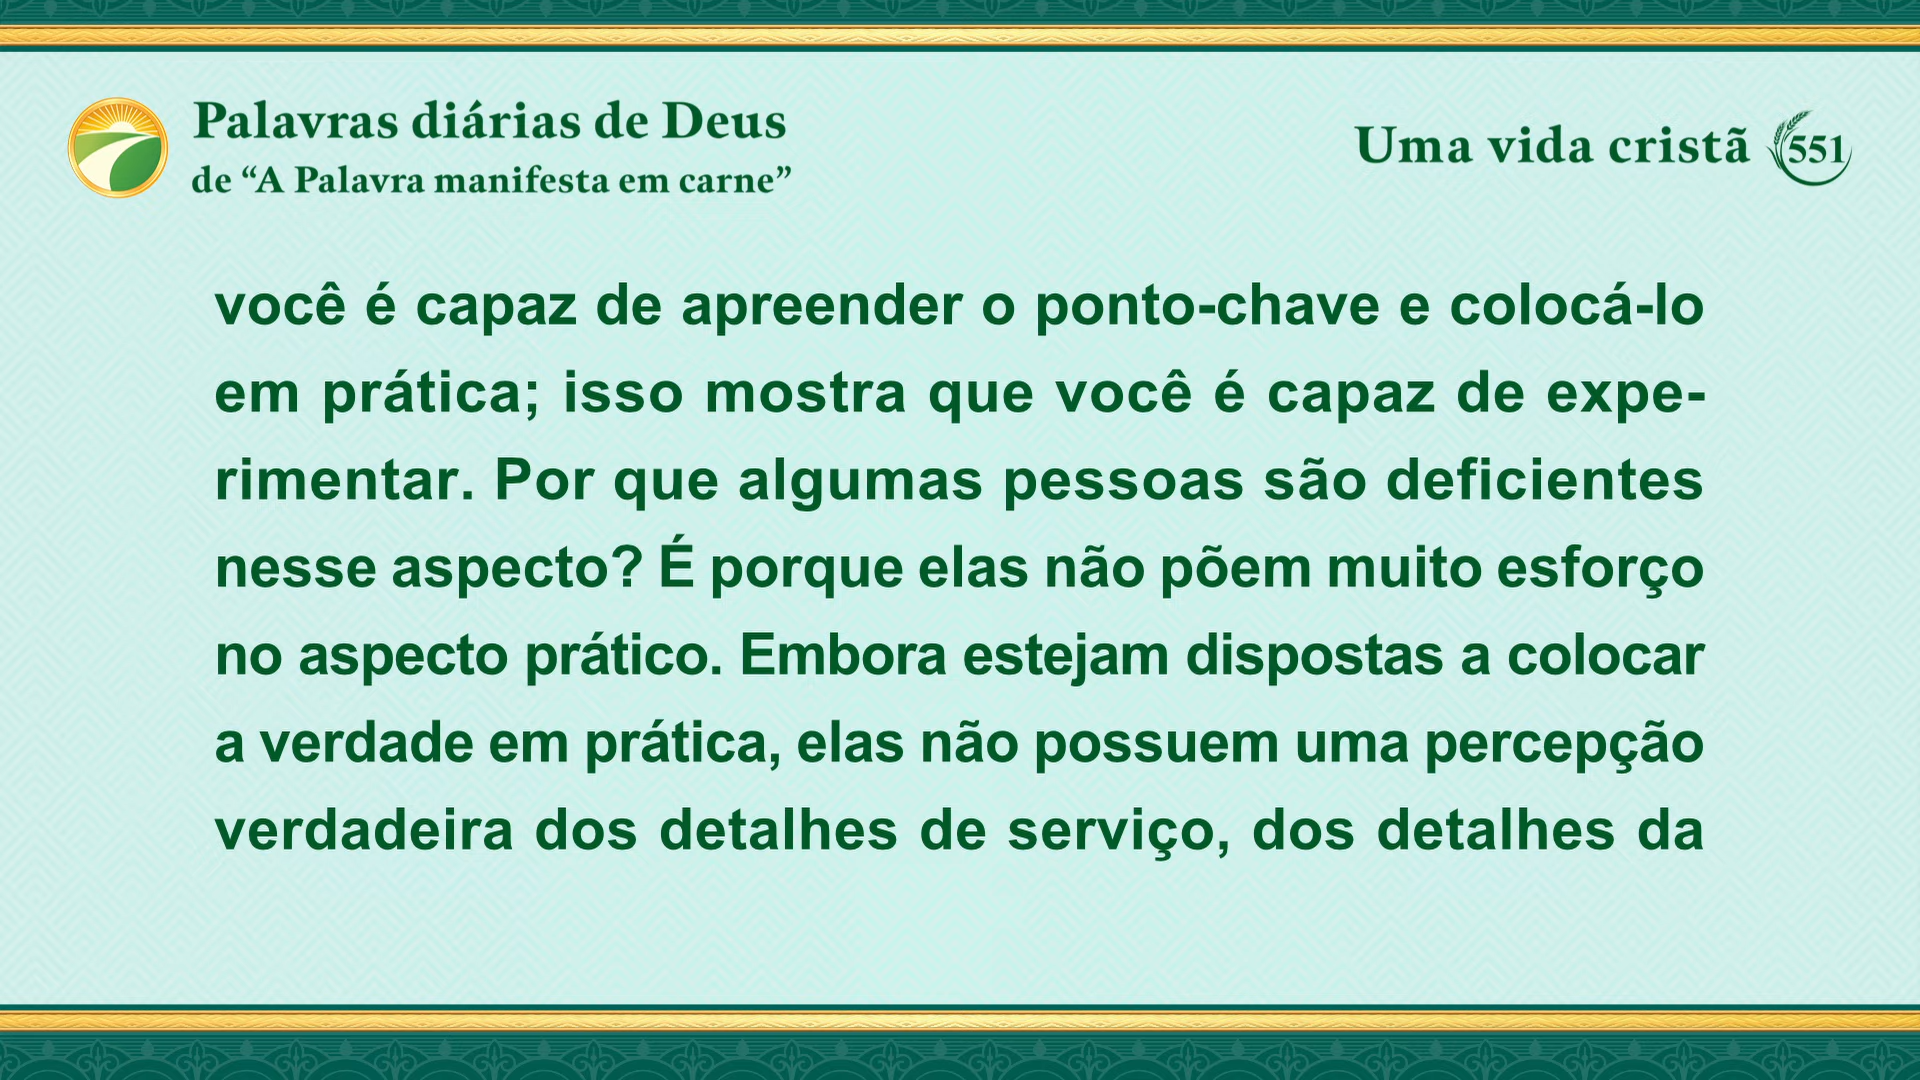 Palavras diárias de Deus
de “A Palavra manifesta em carne”
Uma vida cristã 551
você é capaz de apreender o ponto-chave e colocá-lo
em prática; isso mostra que você é capaz de expe-
rimentar. Por que algumas pessoas são deficientes
nesse aspecto? É porque elas não põem muito esforço
no aspecto prático. Embora estejam dispostas a colocar
a verdade em prática, elas não possuem uma percepção
verdadeira dos detalhes de serviço, dos detalhes da